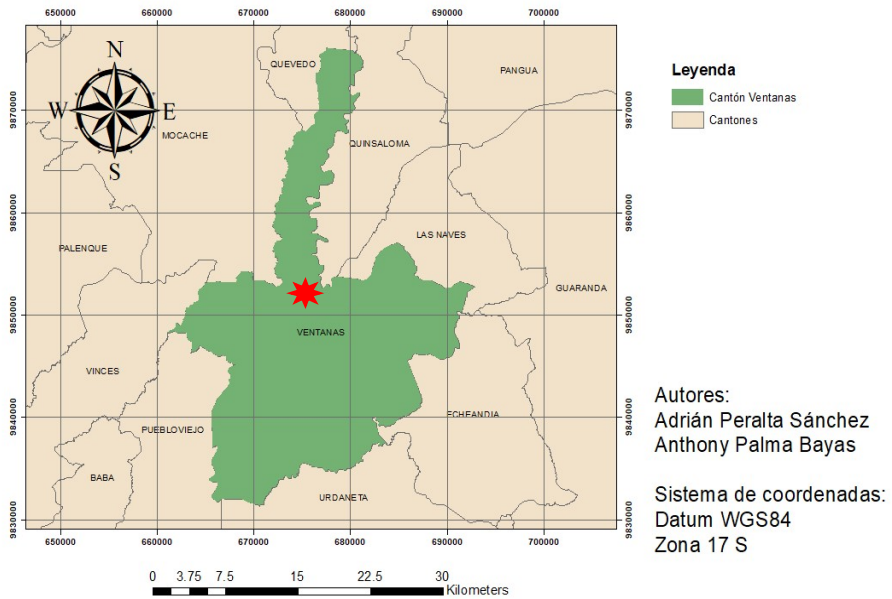 650000 660000 670000 680000 690000 700000
N
W E
S
QUEVEDO
PANGUA
MOCACHE
QUINSALOMA
PALENQUE
LAS NAVES
GUARANDA
VENTANAS
VINCES
PUEBLOVIEJO
ECHEANDIA
BABA
URDANETA
9870000
9860000
9850000
9840000
9830000
9870000
9860000
9850000
9840000
9830000
650000 660000 670000 680000 690000 700000
0 3.75 7.5 15 22.5 30
Kilometers
Leyenda
Cantón Ventanas
Cantones
Autores:
Adrián Peralta Sánchez
Anthony Palma Bayas
Sistema de coordenadas:
Datum WGS84
Zona 17 S